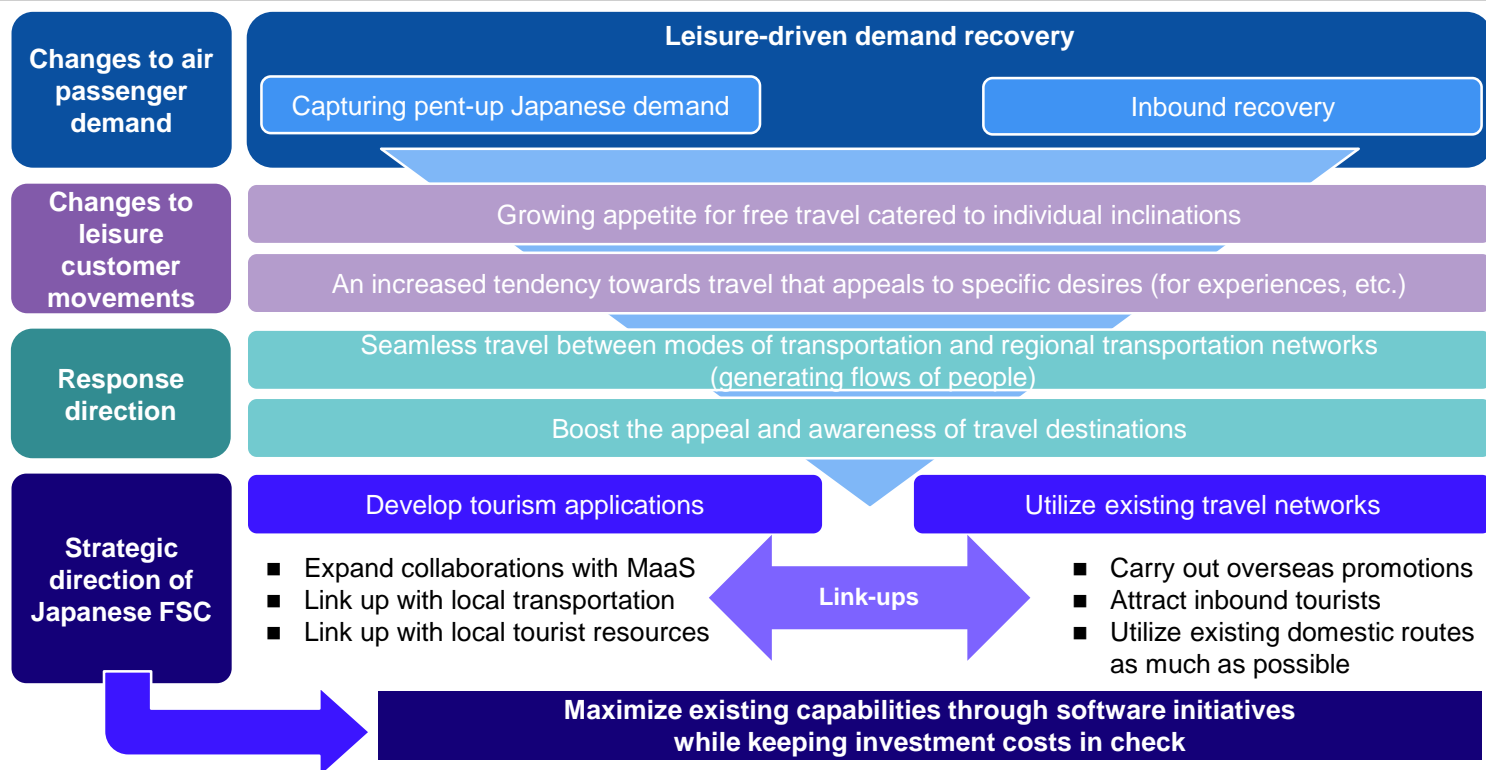 Changes to air
passenger
demand
Leisure-driven demand recovery
Capturing pent-up Japanese demand
Inbound recovery
Changes to
leisure
customer
movements
Growing appetite for free travel catered to individual inclinations
An increased tendency towards travel that appeals to specific desires (for experiences, etc.)
Response
direction
Seamless travel between modes of transportation and regional transportation networks
(generating flows of people)
Boost the appeal and awareness of travel destinations
Strategic
direction of
Japanese FSC
Develop tourism applications
■ Expand collaborations with MaaS
■ Link up with local transportation
■ Link up with local tourist resources
Link-ups
Utilize existing travel networks
■ Carry out overseas promotions
■ Attract inbound tourists
■ Utilize existing domestic routes
as much as possible
Maximize existing capabilities through software initiatives
while keeping investment costs in check